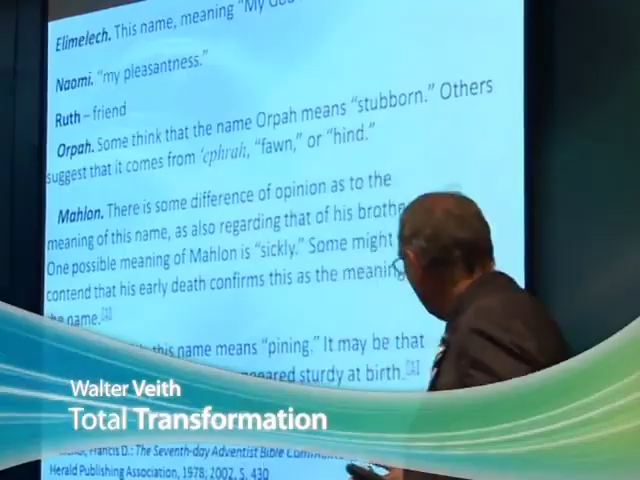 Elimelech. This name, meaning "My God
Naomi. "my pleasantness."
Ruth – friend
Orpah. Some think that the name Orpah means "stubborn." Others
suggest that it comes from 'ephrah, "fawn," or "hind."
Mahlon. There is some difference of opinion as to the
meaning of this name, as also regarding that of his brothe
One possible meaning of Mahlon is "sickly." Some might
contend that his early death confirms this as the meaning
name.[1]
this name means "pining." It may be that
sturdy at birth.[1]
Walter Veith
Total Transformation
Francis D.: The Seventh-day Adventist Bible
Herald Publishing Association, 1978; 2002, S. 430